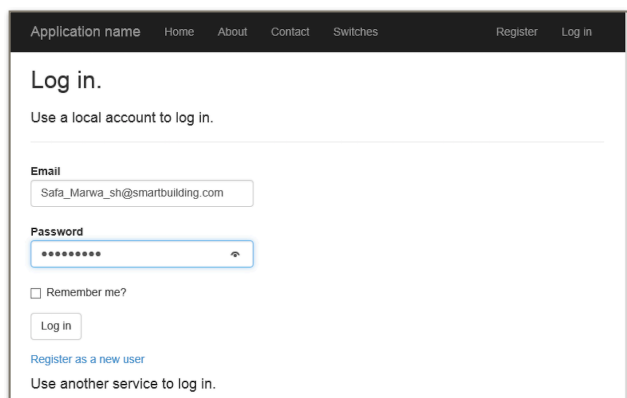 Application name Home About Contact Switches Register Log in
Log in.
Use a local account to log in.
Email
Safa_Marwa_sh@smartbuilding.com
Password
●●●●●●●●●
Remember me?
Log in
Register as a new user
Use another service to log in.